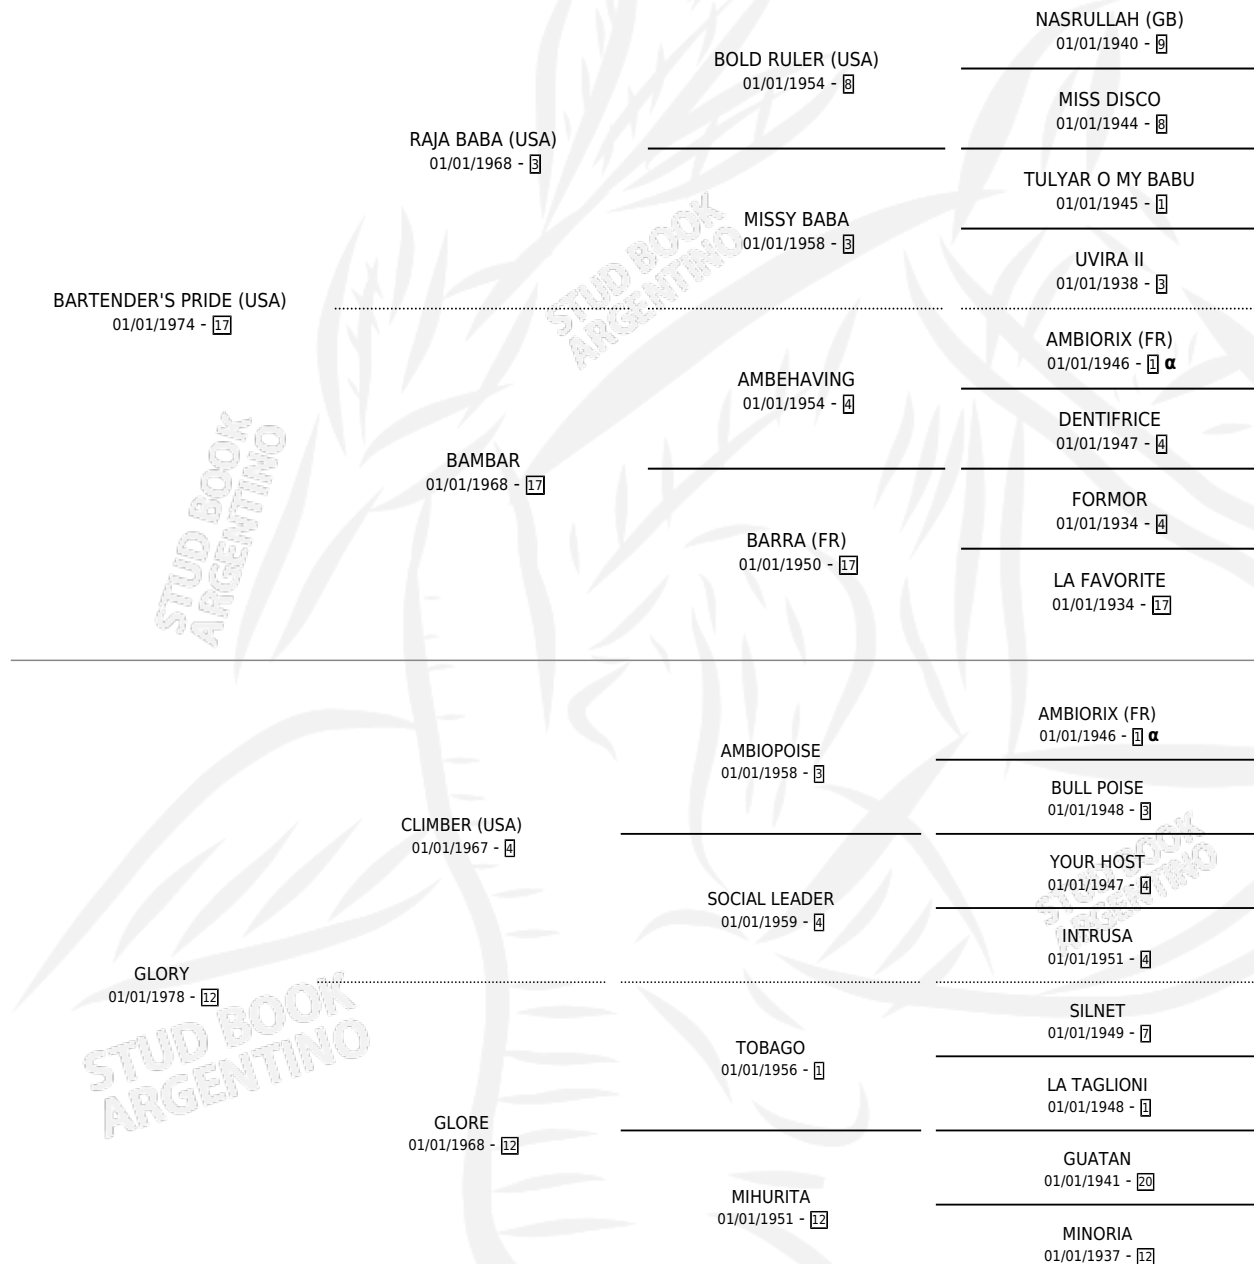 NASRULLAH (GB)
01/01/1940 - 9
BOLD RULER (USA)
01/01/1954 - 8
MISS DISCO
01/01/1944 - 8
RAJA BABA (USA)
01/01/1968 - 3
TULYAR O MY BABU
01/01/1945 - 1
MISSY BABA
01/01/1958 - 3
UVIRA II
01/01/1938 - 3
BARTENDER'S PRIDE (USA)
01/01/1974 - 17
AMBIORIX (FR)
01/01/1946 - 1 α
AMBEHAVING
01/01/1954 - 4
DENTIFRICE
01/01/1947 - 4
BAMBAR
01/01/1968 - 17
FORMOR
01/01/1934 - 4
BARRA (FR)
01/01/1950 - 17
LA FAVORITE
01/01/1934 - 17
AMBIORIX (FR)
01/01/1946 - 1 α
AMBIOPOISE
01/01/1958 - 3
BULL POISE
01/01/1948 - 3
CLIMBER (USA)
01/01/1967 - 4
YOUR HOST
01/01/1947 - 4
SOCIAL LEADER
01/01/1959 - 4
INTRUSA
01/01/1951 - 4
GLORY
01/01/1978 - 12
SILNET
01/01/1949 - 7
TOBAGO
01/01/1956 - 1
LA TAGLIONI
01/01/1948 - 1
GLORE
01/01/1968 - 12
GUATAN
01/01/1941 - 20
MIHURITA
01/01/1951 - 12
MINORIA
01/01/1937 - 12
STUD BOOK
ARGENTINO
STUD BOOK
ARGENTINO
STUD BOOK
ARGENTINO
STUD BOOK
ARGENTINO